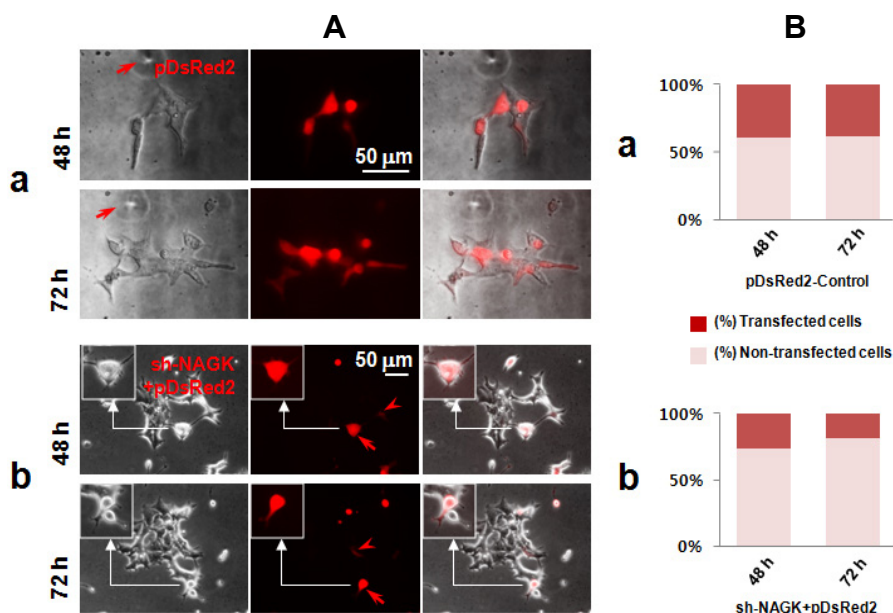 A
B
a
48 h
pDsRed2
50 μm
72 h
b
48 h
sh-NAGK
+pDsRed2
50 μm
72 h
a
100%
50%
0%
48 h
72 h
pDsRed2-Control
(%) Transfected cells
(%) Non-transfected cells
b
100%
50%
0%
48 h
72 h
sh-NAGK+pDsRed2